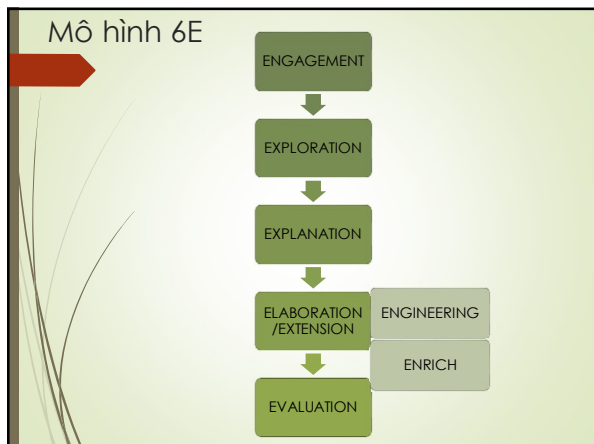 Mô hình 6E
ENGAGEMENT
EXPLORATION
EXPLANATION
ELABORATION
/EXTENSION
ENGINEERING
ENRICH
EVALUATION